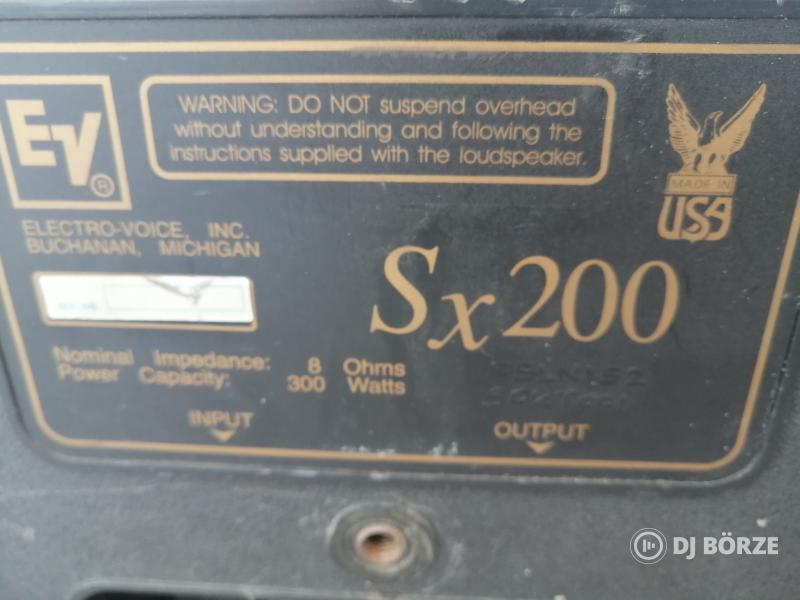 EV
®
WARNING: DO NOT suspend overhead
without understanding and following the
instructions supplied with the loudspeaker.
MADE IN
USA
ELECTRO-VOICE, INC.
BUCHANAN, MICHIGAN
Sx200
Nominal Impedance: 8 Ohms
Power Capacity: 300 Watts
INPUT
OUTPUT
DJ BÖRZE